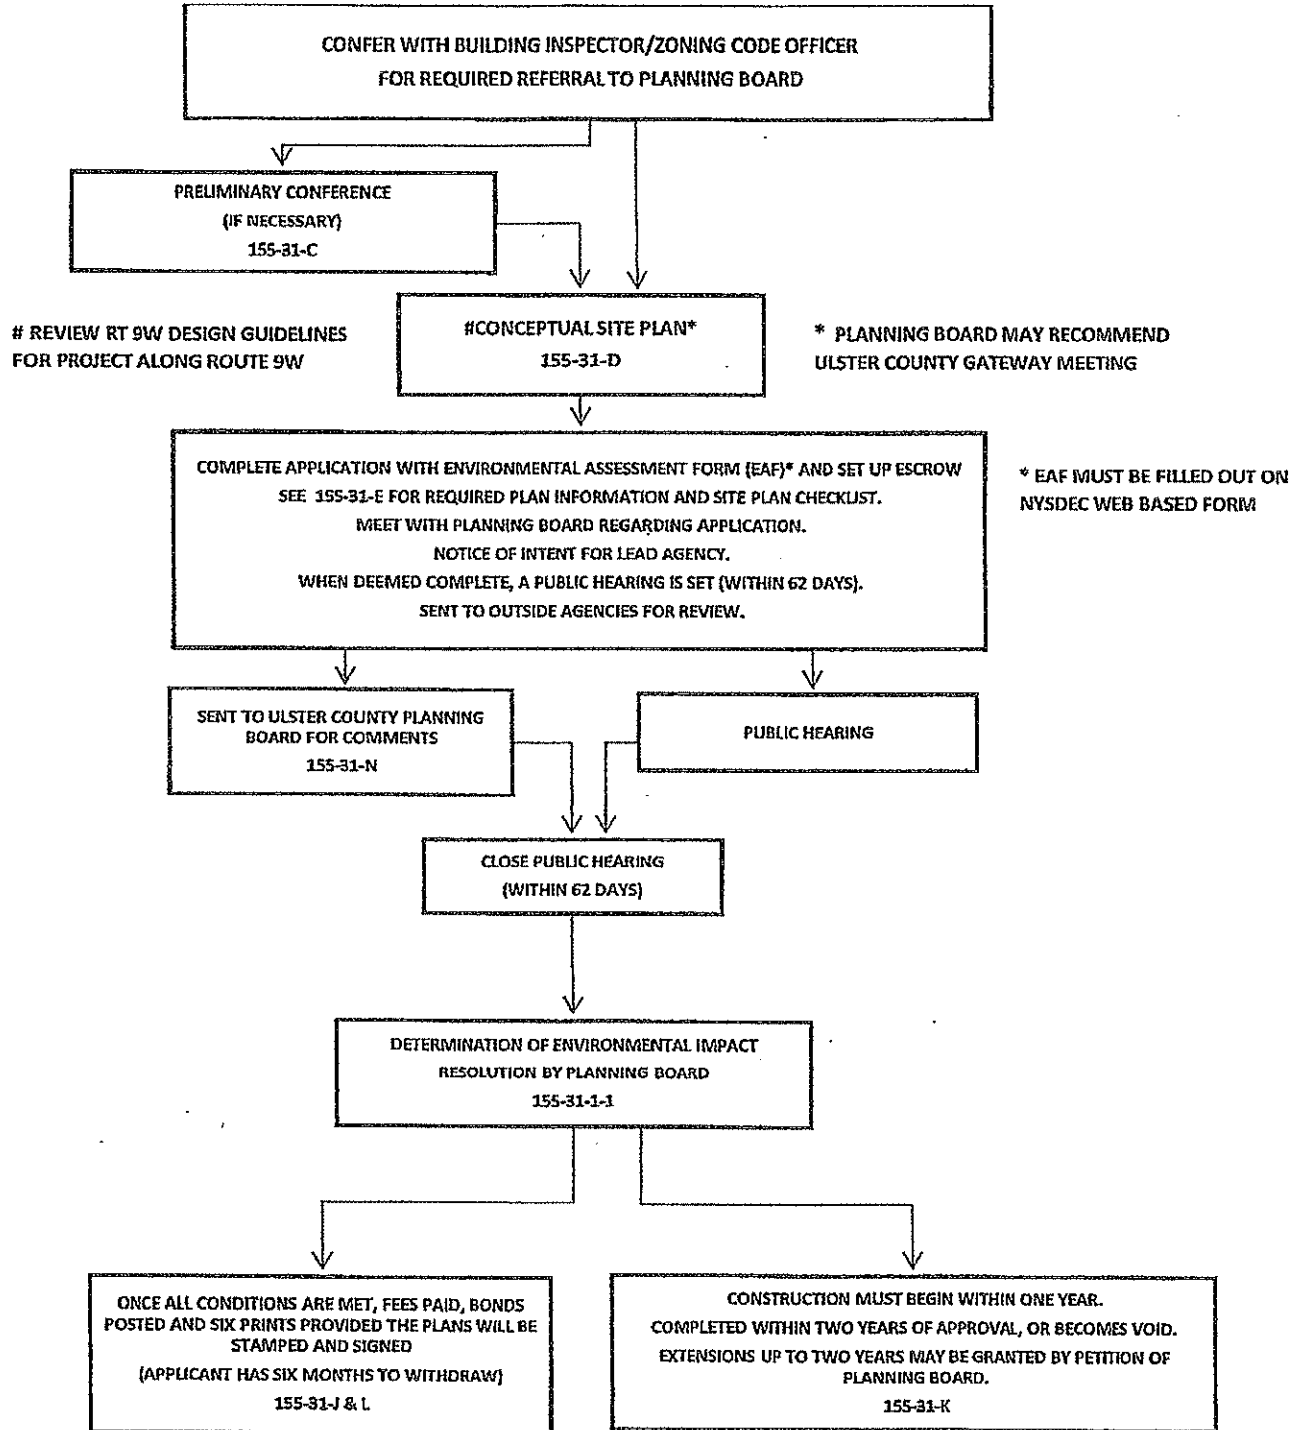 CONFER WITH BUILDING INSPECTOR/ZONING CODE OFFICER
FOR REQUIRED REFERRAL TO PLANNING BOARD
PRELIMINARY CONFERENCE
(IF NECESSARY)
155-31-C
# REVIEW RT 9W DESIGN GUIDELINES
FOR PROJECT ALONG ROUTE 9W
#CONCEPTUAL SITE PLAN*
155-31-D
* PLANNING BOARD MAY RECOMMEND
ULSTER COUNTY GATEWAY MEETING
COMPLETE APPLICATION WITH ENVIRONMENTAL ASSESSMENT FORM (EAF)* AND SET UP ESCROW
SEE 155-31-E FOR REQUIRED PLAN INFORMATION AND SITE PLAN CHECKLIST.
MEET WITH PLANNING BOARD REGARDING APPLICATION.
NOTICE OF INTENT FOR LEAD AGENCY.
WHEN DEEMED COMPLETE, A PUBLIC HEARING IS SET (WITHIN 62 DAYS).
SENT TO OUTSIDE AGENCIES FOR REVIEW.
* EAF MUST BE FILLED OUT ON
NYSDEC WEB BASED FORM
SENT TO ULSTER COUNTY PLANNING
BOARD FOR COMMENTS
155-31-N
PUBLIC HEARING
CLOSE PUBLIC HEARING
(WITHIN 62 DAYS)
DETERMINATION OF ENVIRONMENTAL IMPACT
RESOLUTION BY PLANNING BOARD
155-31-1-1
ONCE ALL CONDITIONS ARE MET, FEES PAID, BONDS
POSTED AND SIX PRINTS PROVIDED THE PLANS WILL BE
STAMPED AND SIGNED
(APPLICANT HAS SIX MONTHS TO WITHDRAW)
155-31-J & L
CONSTRUCTION MUST BEGIN WITHIN ONE YEAR.
COMPLETED WITHIN TWO YEARS OF APPROVAL, OR BECOMES VOID.
EXTENSIONS UP TO TWO YEARS MAY BE GRANTED BY PETITION OF
PLANNING BOARD.
155-31-K